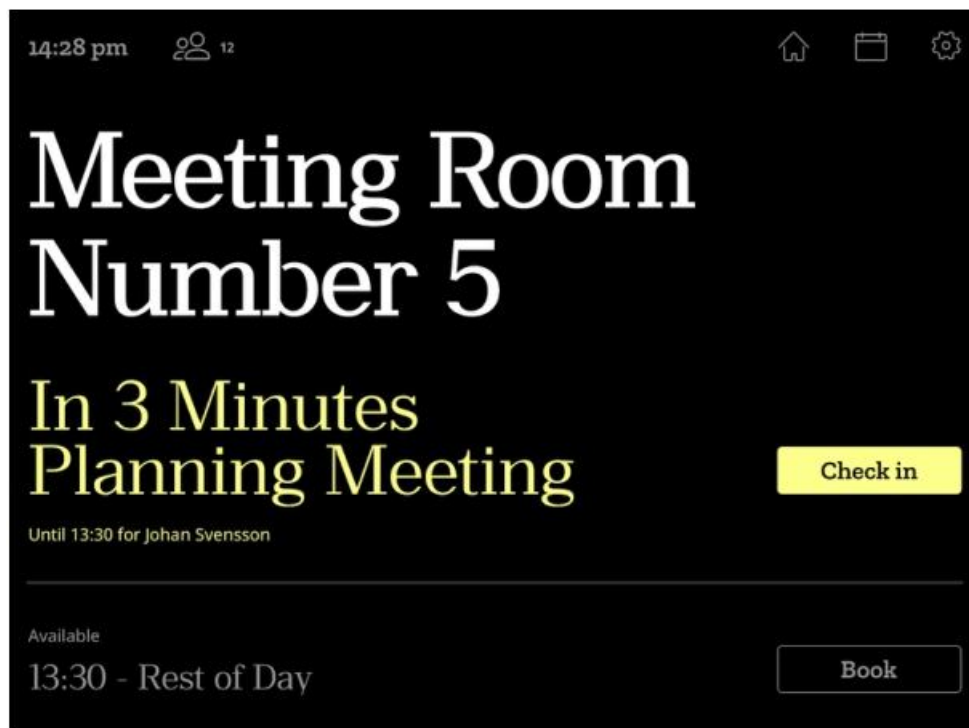 14:28 pm 12
Meeting Room
Number 5
In 3 Minutes
Planning Meeting
Check in
Until 13:30 for Johan Svensson
Available
13:30 - Rest of Day
Book